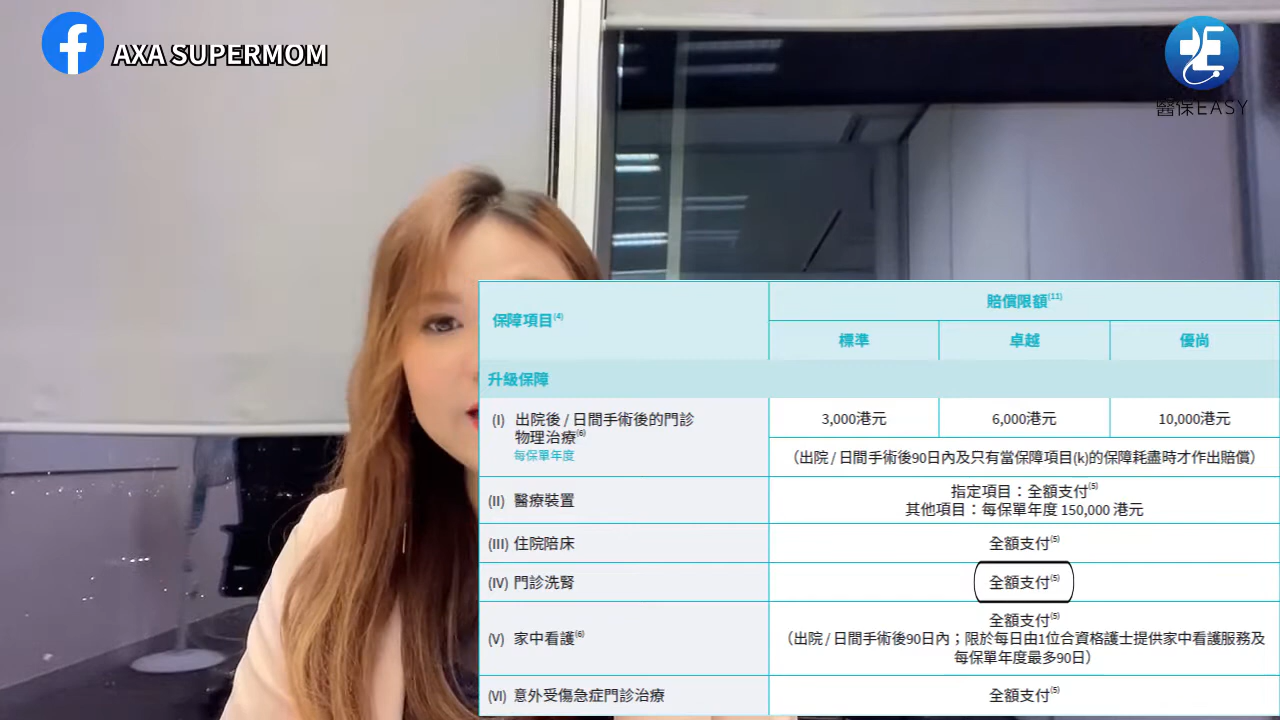 AXA SUPERMOM
醫保EASY
保障項目(4)
賠償限額(11)
標準
卓越
優尚
升級保障
(I) 出院後 / 日間手術後的門診
物理治療(6)
每保單年度
3,000港元
6,000港元
10,000港元
（出院 / 日間手術後90日內及只有當保障項目(k)的保障耗盡時才作出賠償）
(II) 醫療裝置
指定項目：全額支付(5)
其他項目：每保單年度 150,000 港元
(III) 住院陪床
全額支付(5)
(IV) 門診洗腎
全額支付(5)
(V) 家中看護(6)
全額支付(5)
（出院 / 日間手術後90日內；限於每日由1位合資格護士提供家中看護服務及
每保單年度最多90日）
(VI) 意外受傷急症門診治療
全額支付(5)